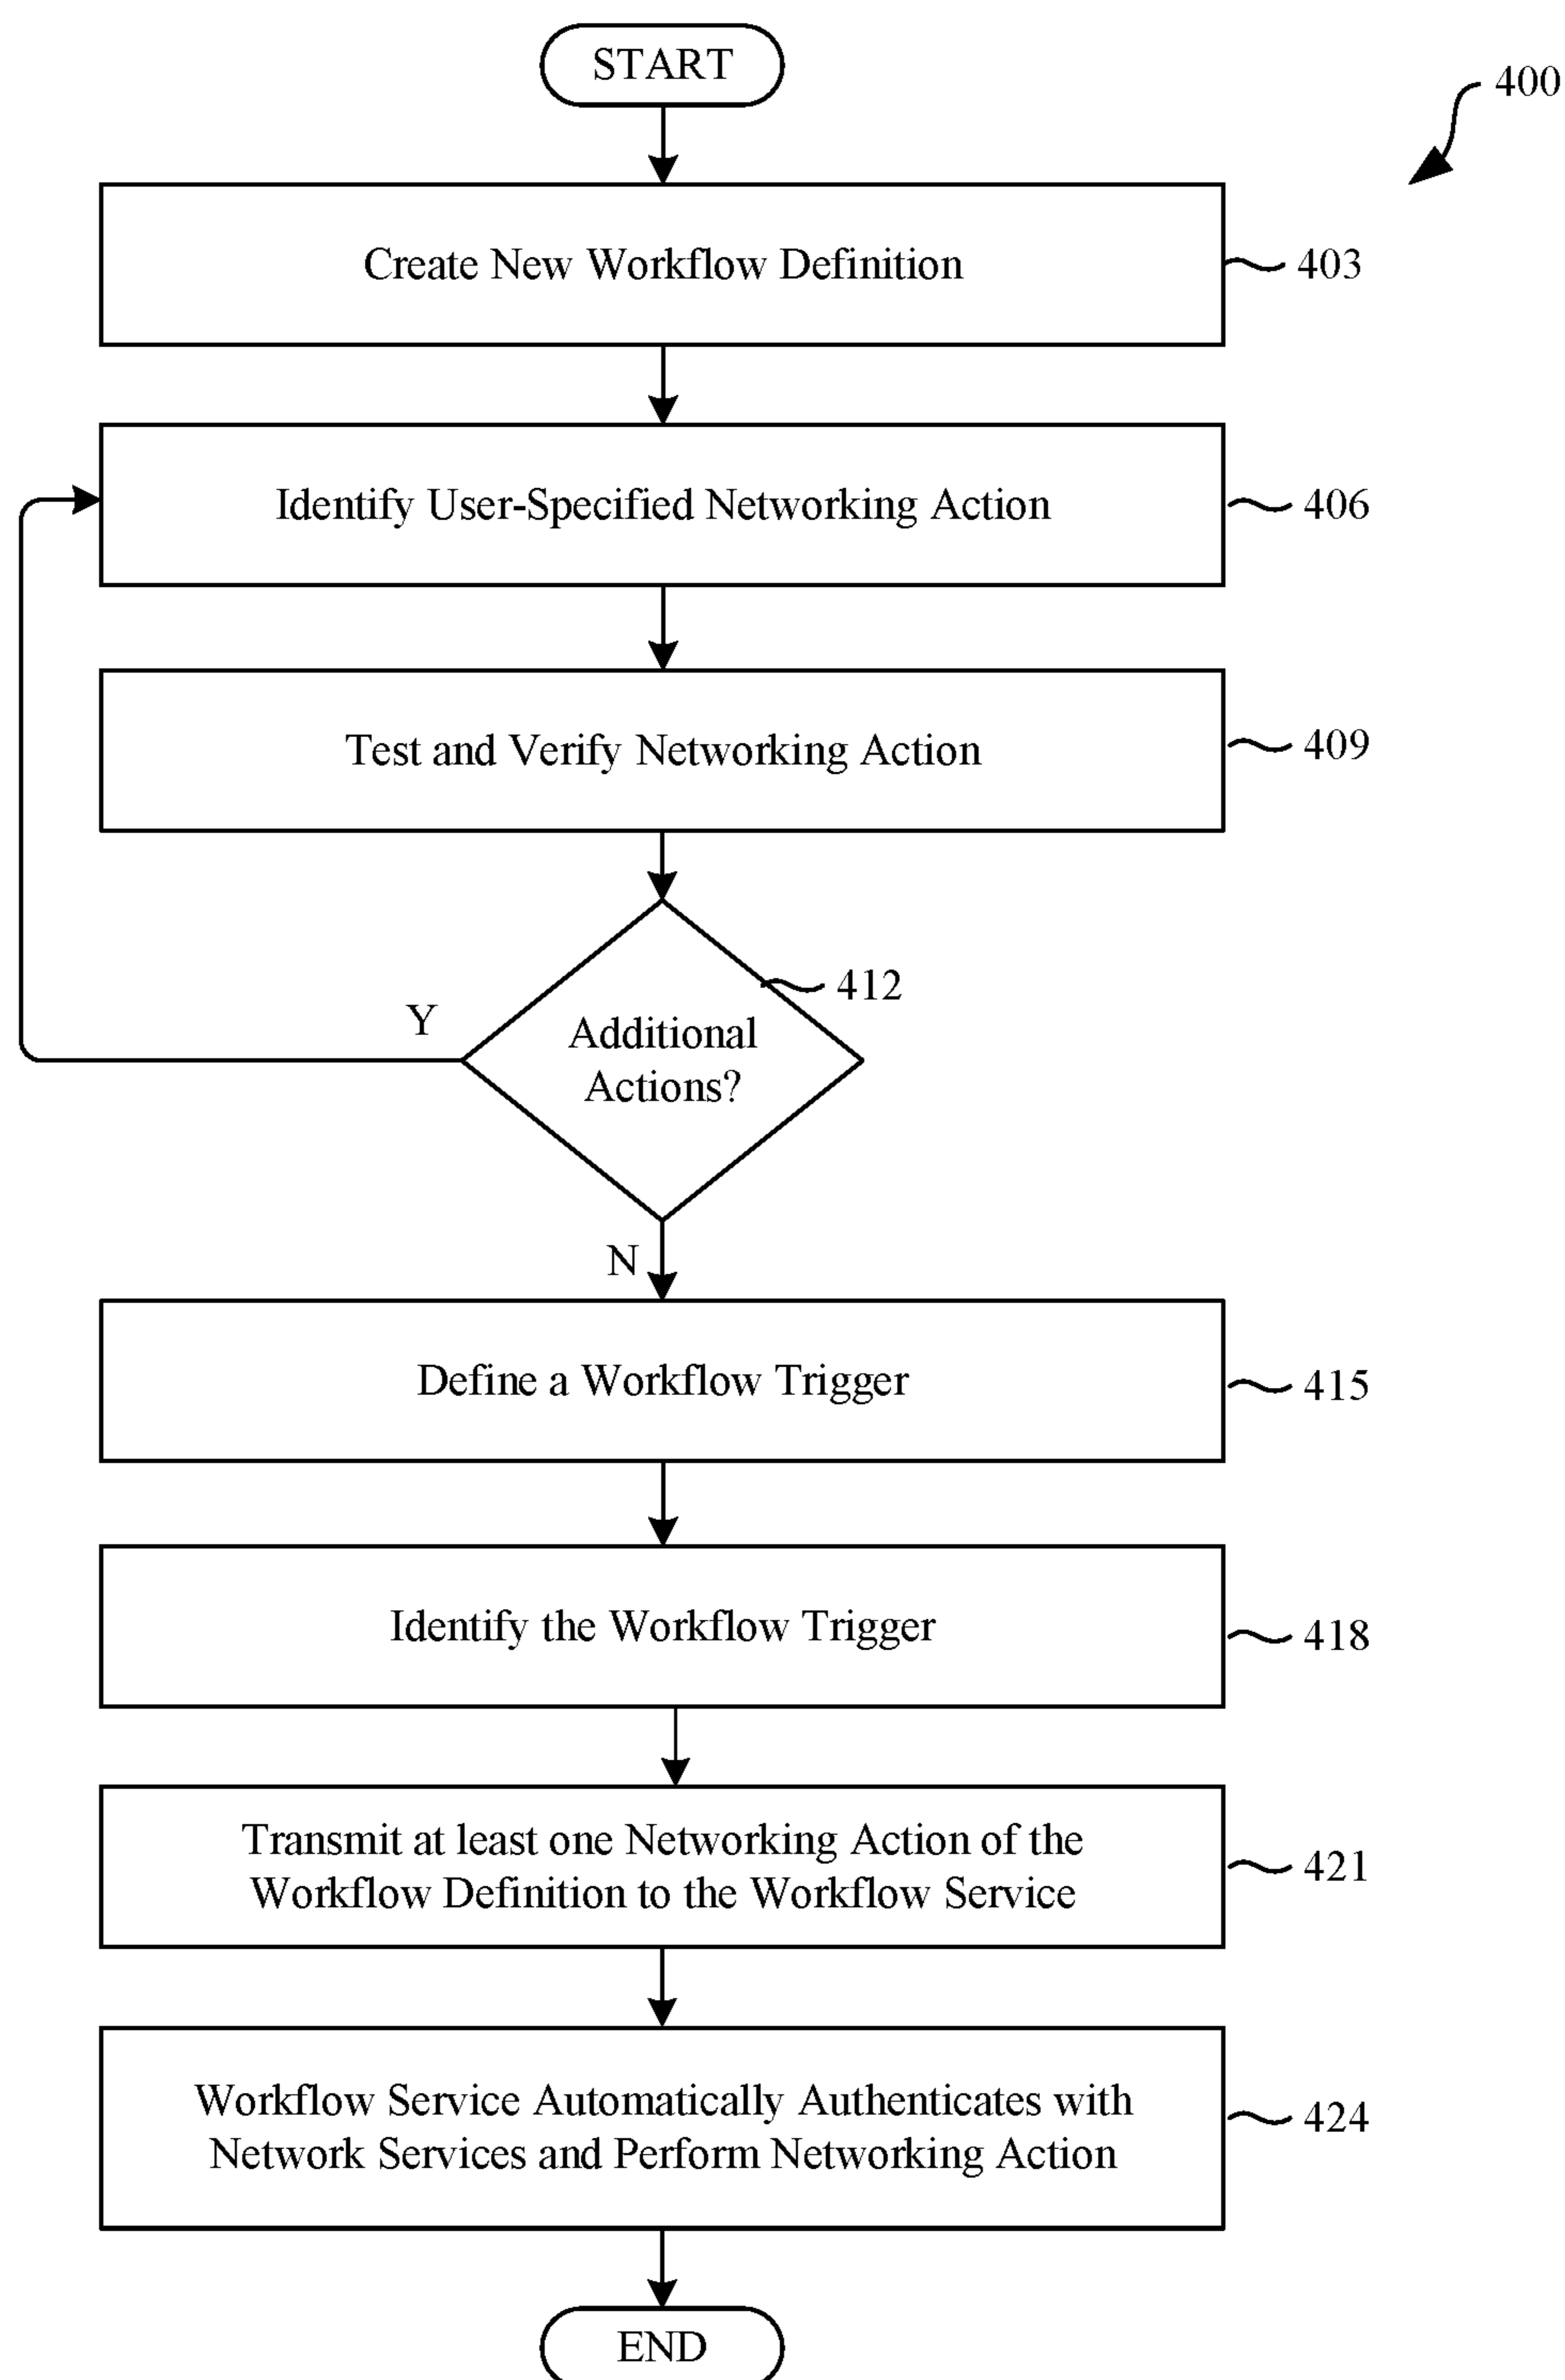 START
400
Create New Workflow Definition
403
Identify User-Specified Networking Action
406
Test and Verify Networking Action
409
412
Y
Additional
Actions?
N
Define a Workflow Trigger
415
Identify the Workflow Trigger
418
Transmit at least one Networking Action of the
Workflow Definition to the Workflow Service
421
Workflow Service Automatically Authenticates with
Network Services and Perform Networking Action
424
END